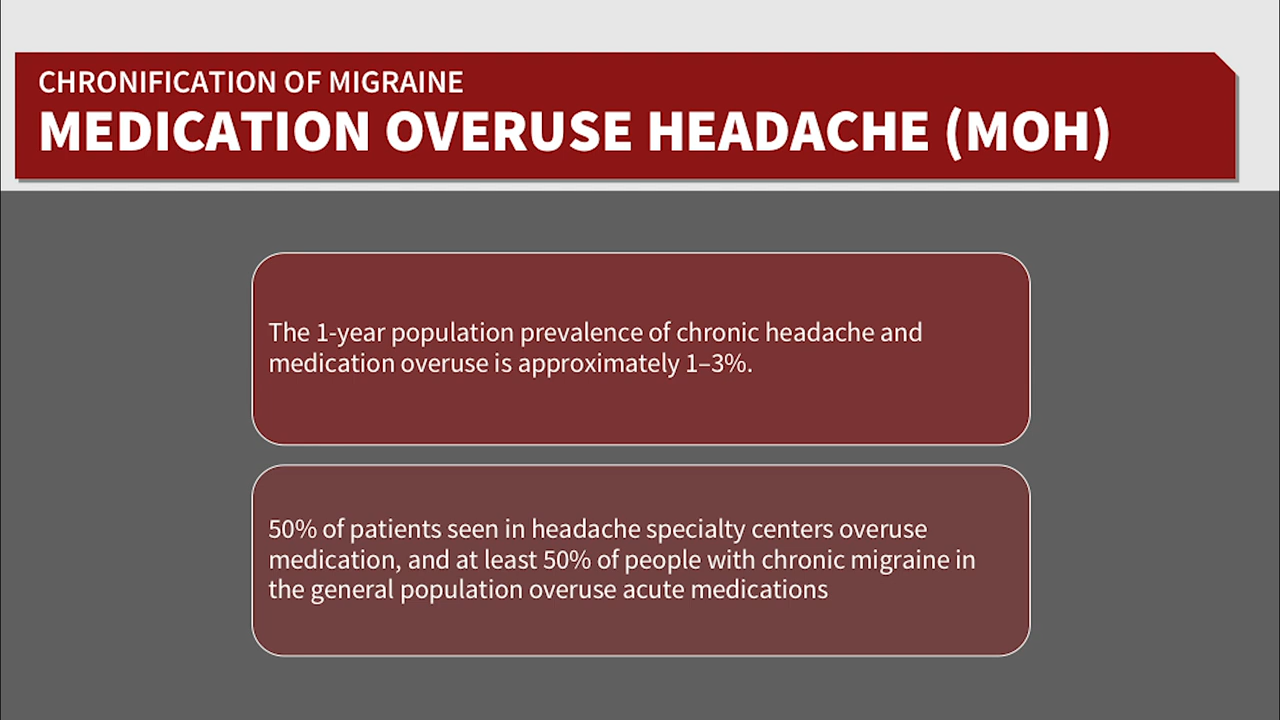 CHRONIFICATION OF MIGRAINE
MEDICATION OVERUSE HEADACHE (MOH)
The 1-year population prevalence of chronic headache and
medication overuse is approximately 1–3%.
50% of patients seen in headache specialty centers overuse
medication, and at least 50% of people with chronic migraine in
the general population overuse acute medications